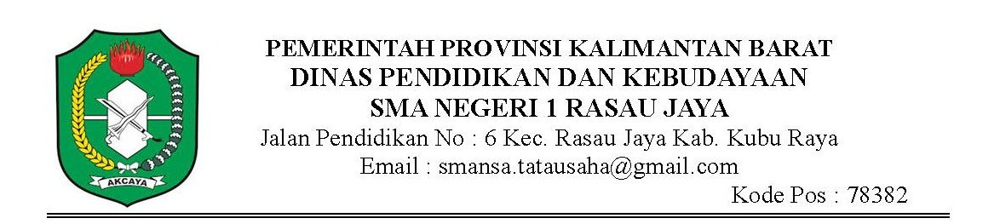 PEMERINTAH PROVINSI KALIMANTAN BARAT
DINAS PENDIDIKAN DAN KEBUDAYAAN
SMA NEGERI 1 RASAU JAYA
Jalan Pendidikan No : 6 Kec. Rasau Jaya Kab. Kubu Raya
Email : smansa.tatausaha@gmail.com
Kode Pos : 78382
AKCAYA